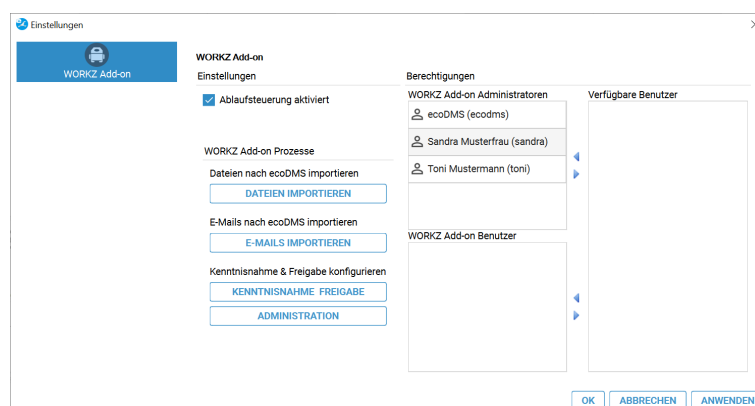 Einstellungen
WORKZ Add-on
WORKZ Add-on
Einstellungen
Ablaufsteuerung aktiviert
WORKZ Add-on Prozesse
Dateien nach ecoDMS importieren
DATEIEN IMPORTIEREN
E-Mails nach ecoDMS importieren
E-MAILS IMPORTIEREN
Kenntnisnahme & Freigabe konfigurieren
KENNTNISNAHME FREIGABE
ADMINISTRATION
Berechtigungen
WORKZ Add-on Administratoren
ecoDMS (ecodms)
Sandra Musterfrau (sandra)
Toni Mustermann (toni)
WORKZ Add-on Benutzer
Verfügbare Benutzer
OK
ABBRECHEN
ANWENDEN